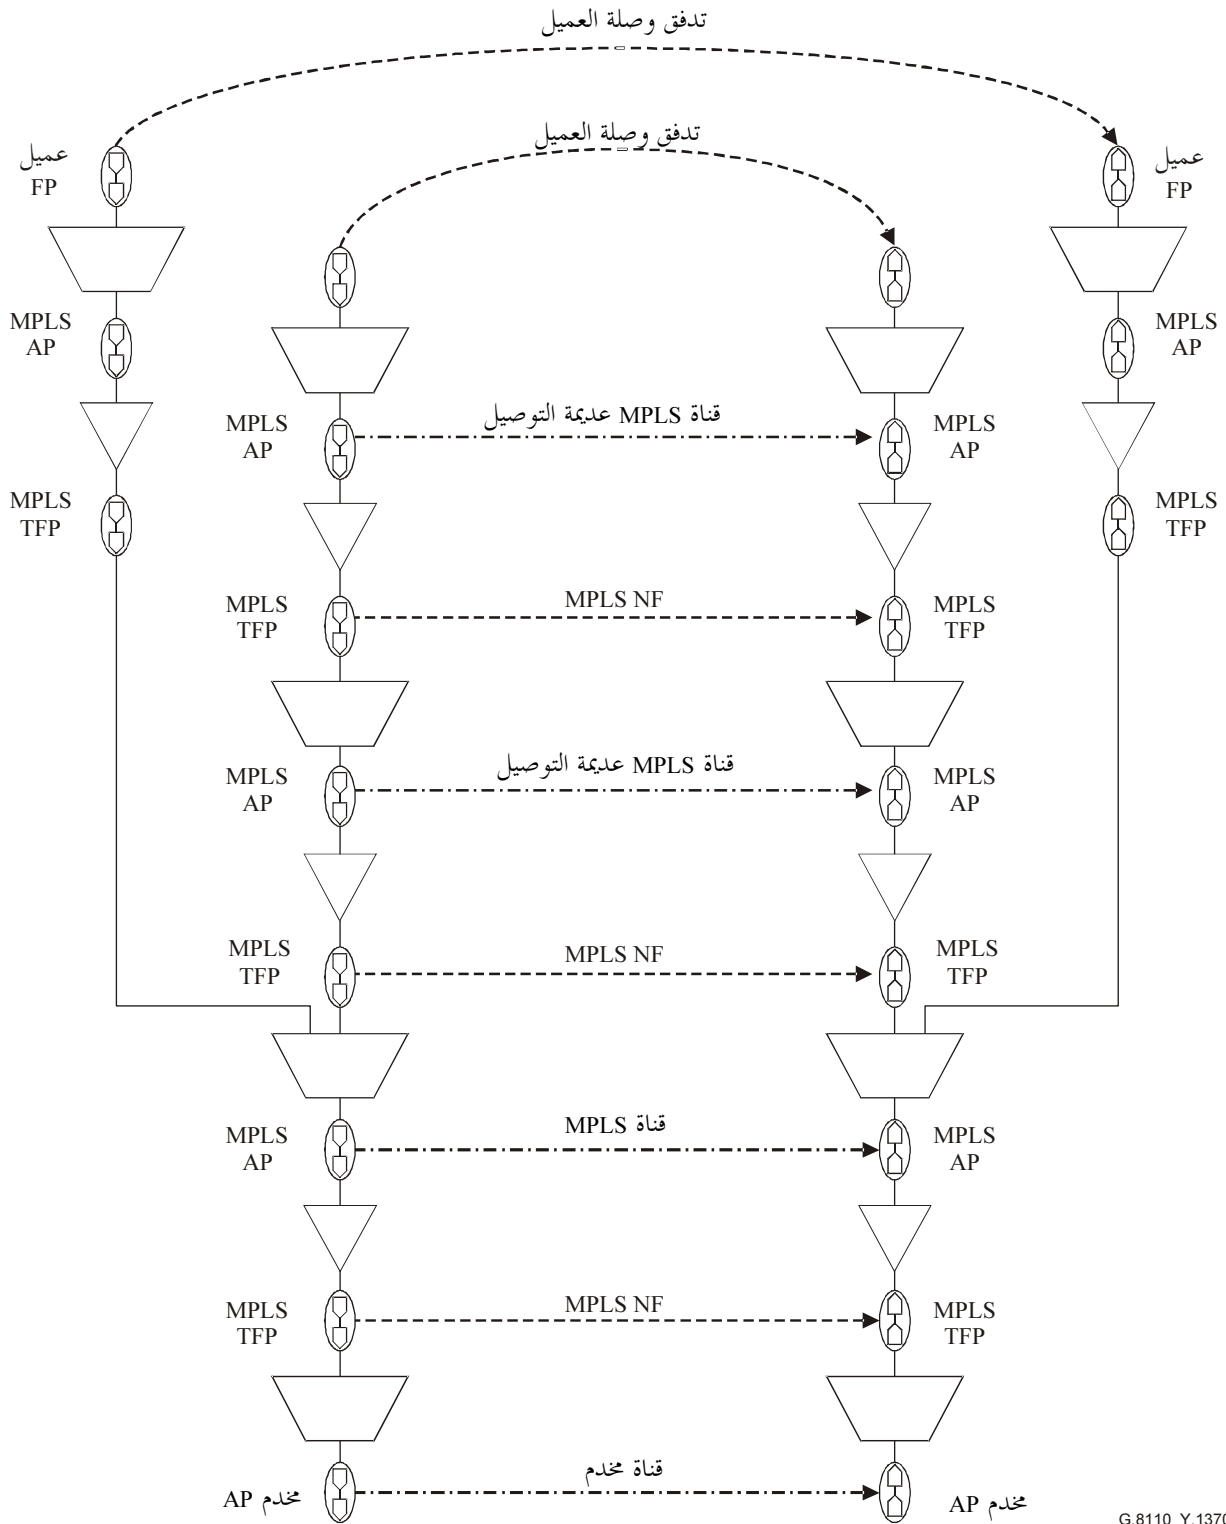 تدفق وصلة العميل
تدفق وصلة العميل
عميل
FP
عميل
FP
MPLS
AP
MPLS
AP
قناة MPLS عديمة التوصيل
MPLS
AP
MPLS
AP
MPLS
TFP
MPLS
TFP
MPLS NF
MPLS
TFP
MPLS
TFP
قناة MPLS عديمة التوصيل
MPLS
AP
MPLS
AP
MPLS NF
MPLS
TFP
MPLS
TFP
قناة MPLS
MPLS
AP
MPLS
AP
MPLS NF
MPLS
TFP
MPLS
TFP
قناة مخدم
مخدم AP
مخدم AP
G.8110_Y.1370